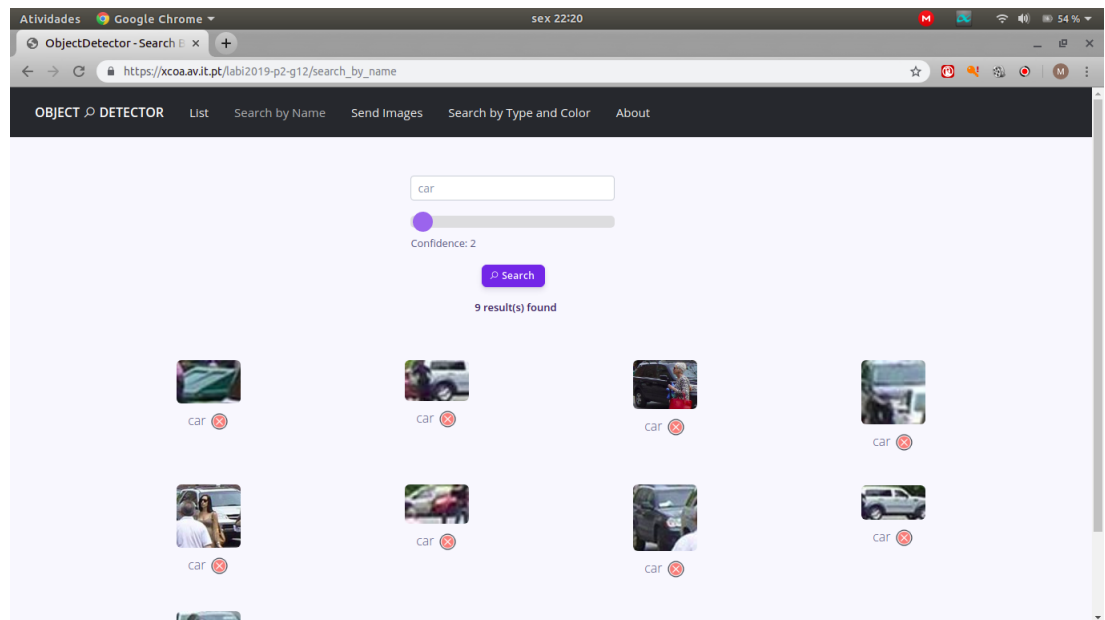 Atividades Google Chrome sex 22:20 54 %
ObjectDetector - Search
https://xcoa.av.it.pt/labi2019-p2-g12/search_by_name M
OBJECT DETECTOR List Search by Name Send Images Search by Type and Color About
car
Confidence: 2
Search
9 result(s) found
car car car car
car car car car